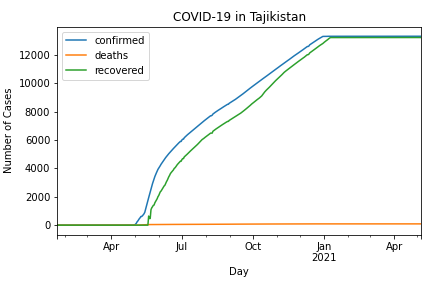 COVID-19 in Tajikistan
confirmed
deaths
recovered
Number of Cases
12000
10000
8000
6000
4000
2000
0
Apr
Jul
Oct
Jan
2021
Apr
Day